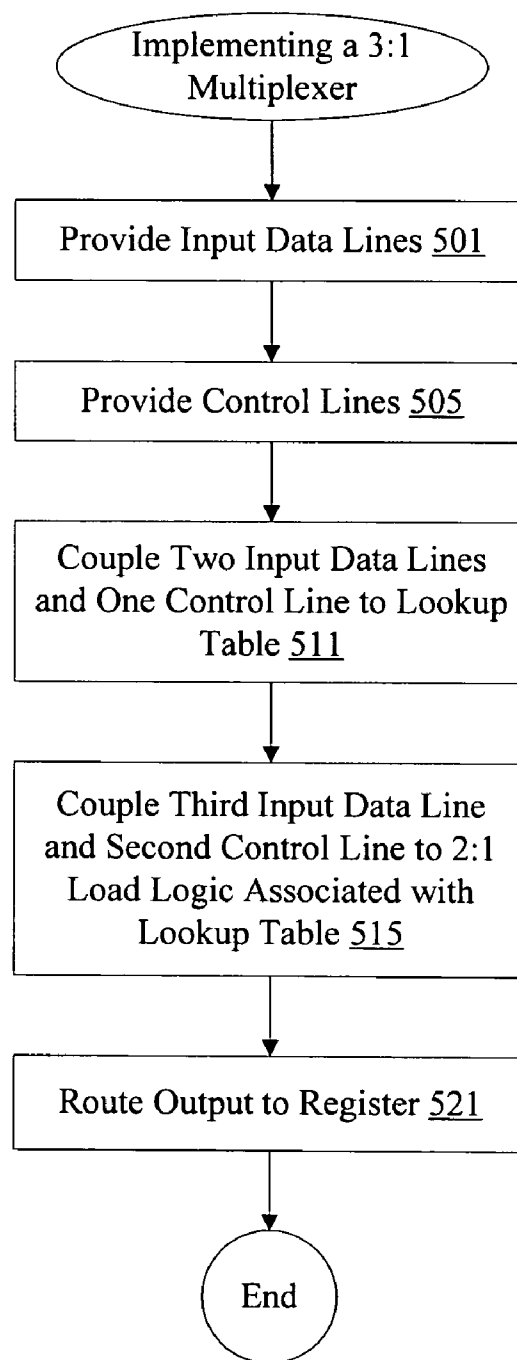 Implementing a 3:1
Multiplexer
Provide Input Data Lines 501
Provide Control Lines 505
Couple Two Input Data Lines
and One Control Line to Lookup
Table 511
Couple Third Input Data Line
and Second Control Line to 2:1
Load Logic Associated with
Lookup Table 515
Route Output to Register 521
End